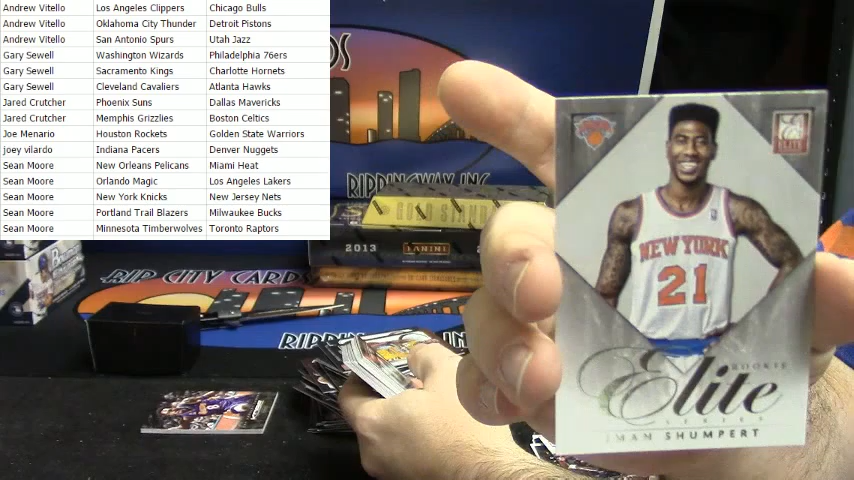 Andrew Vitello Los Angeles Clippers Chicago Bulls
Andrew Vitello Oklahoma City Thunder Detroit Pistons
Andrew Vitello San Antonio Spurs Utah Jazz
Gary Sewell Washington Wizards Philadelphia 76ers
Gary Sewell Sacramento Kings Charlotte Hornets
Gary Sewell Cleveland Cavaliers Atlanta Hawks
Jared Crutcher Phoenix Suns Dallas Mavericks
Jared Crutcher Memphis Grizzlies Boston Celtics
Joe Menario Houston Rockets Golden State Warriors
joey vilardo Indiana Pacers Denver Nuggets
Sean Moore New Orleans Pelicans Miami Heat
Sean Moore Orlando Magic Los Angeles Lakers
Sean Moore New York Knicks New Jersey Nets
Sean Moore Portland Trail Blazers Milwaukee Bucks
Sean Moore Minnesota Timberwolves Toronto Raptors
DS
RIPPINGWAX INC
GOLD STANDARD
2013 PANINI
RIP CITY CARDS
ELITE
NEW YORK
21
ROOKIE
Elite
SERIES
IMAN SHUMPERT